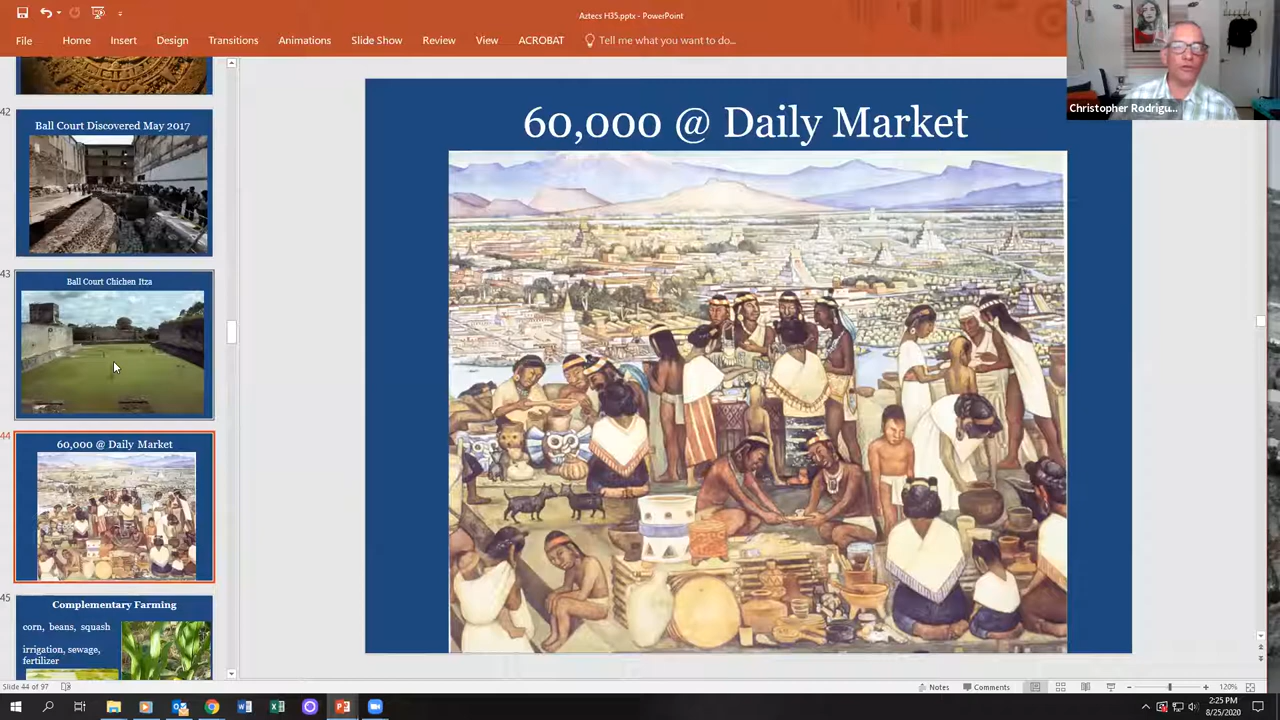 Aztecs H35.pptx - PowerPoint
File Home Insert Design Transitions Animations Slide Show Review View ACROBAT Tell me what you want to do...
Christopher Rodrigu...
42
Ball Court Discovered May 2017
43
Ball Court Chichen Itza
44
60,000 @ Daily Market
45
Complementary Farming
corn, beans, squash
irrigation, sewage,
fertilizer
60,000 @ Daily Market
Slide 44 of 97
Notes Comments 120%
2:25 PM
8/25/2020